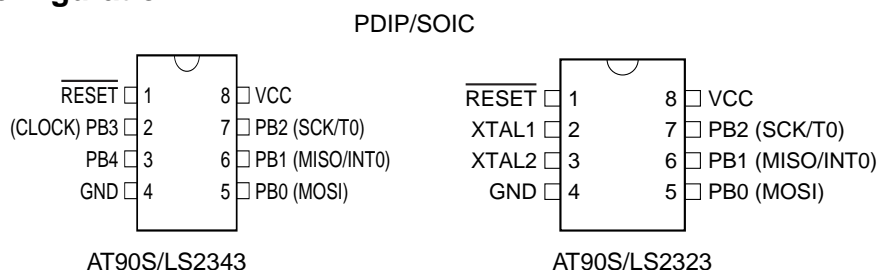 PDIP/SOIC
RESET 1 8 VCC
(CLOCK) PB3 2 7 PB2 (SCK/T0)
PB4 3 6 PB1 (MISO/INT0)
GND 4 5 PB0 (MOSI)
AT90S/LS2343
RESET 1 8 VCC
XTAL1 2 7 PB2 (SCK/T0)
XTAL2 3 6 PB1 (MISO/INT0)
GND 4 5 PB0 (MOSI)
AT90S/LS2323